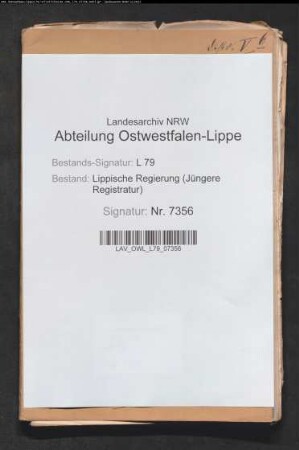 Landesarchiv NRW
Abteilung Ostwestfalen-Lippe
Bestands-Signatur: L 79
Bestand: Lippische Regierung (Jüngere
Registratur)
Signatur: Nr. 7356
LAV_OWL_L79_07356